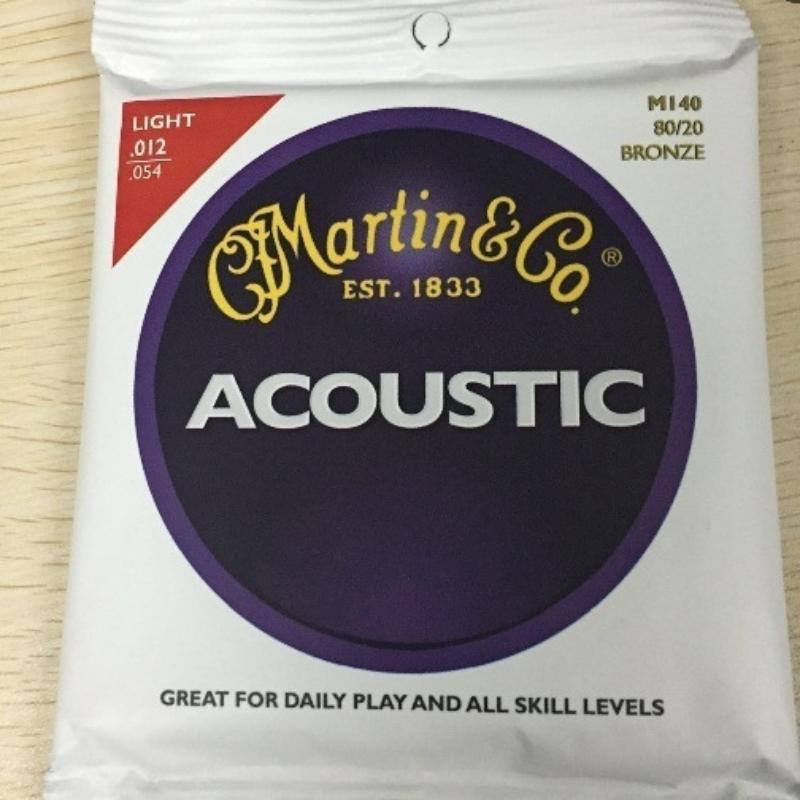 LIGHT
.012
.054
M140
80/20
BRONZE
CFMartin & Co®
EST. 1833
ACOUSTIC
GREAT FOR DAILY PLAY AND ALL SKILL LEVELS